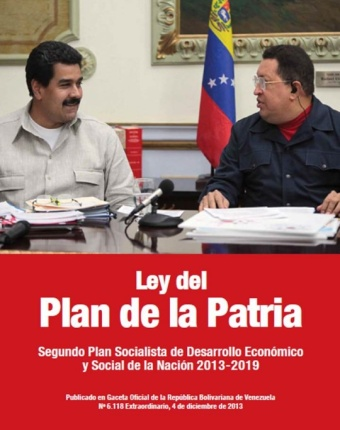 Ley del
Plan de la Patria
Segundo Plan Socialista de Desarrollo Económico
y Social de la Nación 2013-2019
Publicado en Gaceta Oficial de la República Bolivariana de Venezuela
Nº 6.118 Extraordinario, 4 de diciembre de 2013